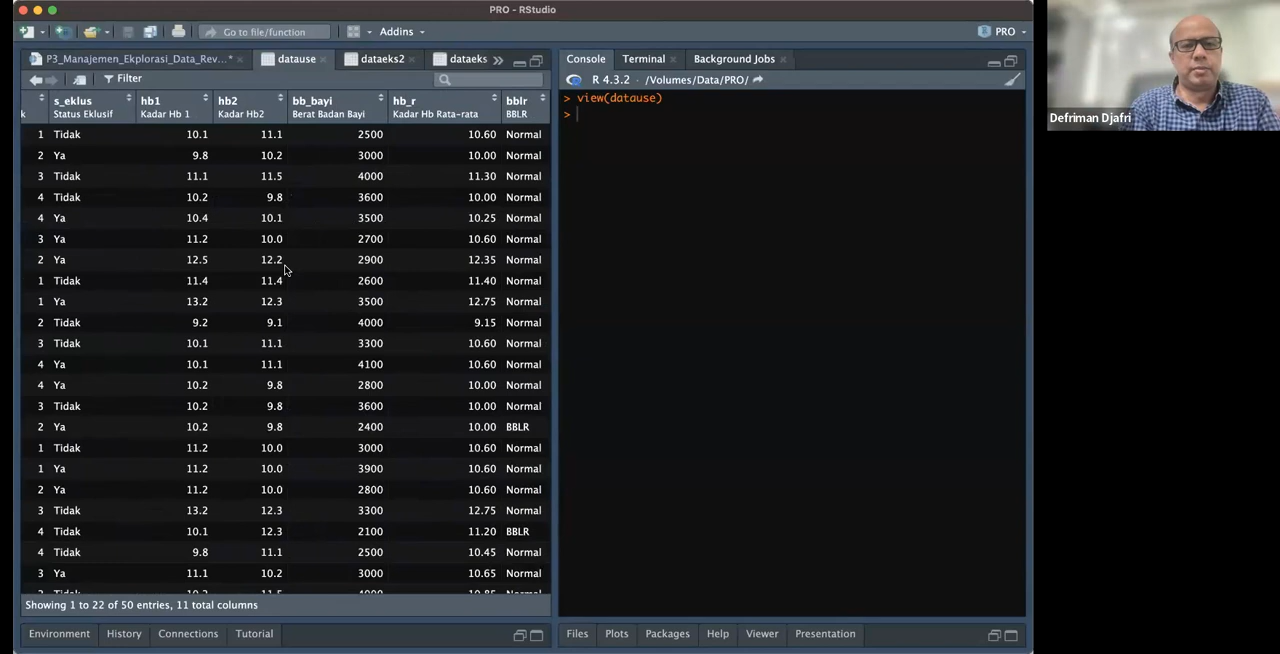 PRO - RStudio
Go to file/function
Addins
PRO
P3_Manajemen_Ekplorasi_Data_Rev...*
datause
dataeks2
dataeks
Filter
s_eklus hb1 hb2 bb_bayi hb_r bblr
k Status Eklusif Kadar Hb 1 Kadar Hb2 Berat Badan Bayi Kadar Hb Rata-rata BBLR
1 Tidak 10.1 11.1 2500 10.60 Normal
2 Ya 9.8 10.2 3000 10.00 Normal
3 Tidak 11.1 11.5 4000 11.30 Normal
4 Tidak 10.2 9.8 3600 10.00 Normal
4 Ya 10.4 10.1 3500 10.25 Normal
3 Ya 11.2 10.0 2700 10.60 Normal
2 Ya 12.5 12.2 2900 12.35 Normal
1 Tidak 11.4 11.4 2600 11.40 Normal
1 Ya 13.2 12.3 3500 12.75 Normal
2 Tidak 9.2 9.1 4000 9.15 Normal
3 Tidak 10.1 11.1 3300 10.60 Normal
4 Ya 10.1 11.1 4100 10.60 Normal
4 Ya 10.2 9.8 2800 10.00 Normal
3 Tidak 10.2 9.8 3600 10.00 Normal
2 Ya 10.2 9.8 2400 10.00 BBLR
1 Tidak 11.2 10.0 3000 10.60 Normal
1 Ya 11.2 10.0 3900 10.60 Normal
2 Ya 11.2 10.0 2800 10.60 Normal
3 Tidak 13.2 12.3 3300 12.75 Normal
4 Tidak 10.1 12.3 2100 11.20 BBLR
4 Tidak 9.8 11.1 2500 10.45 Normal
3 Ya 11.1 10.2 3000 10.65 Normal
Showing 1 to 22 of 50 entries, 11 total columns
Environment History Connections Tutorial
Console Terminal Background Jobs
R 4.3.2 · /Volumes/Data/PRO/
> view(datause)
>
Files Plots Packages Help Viewer Presentation
Defriman Djafri